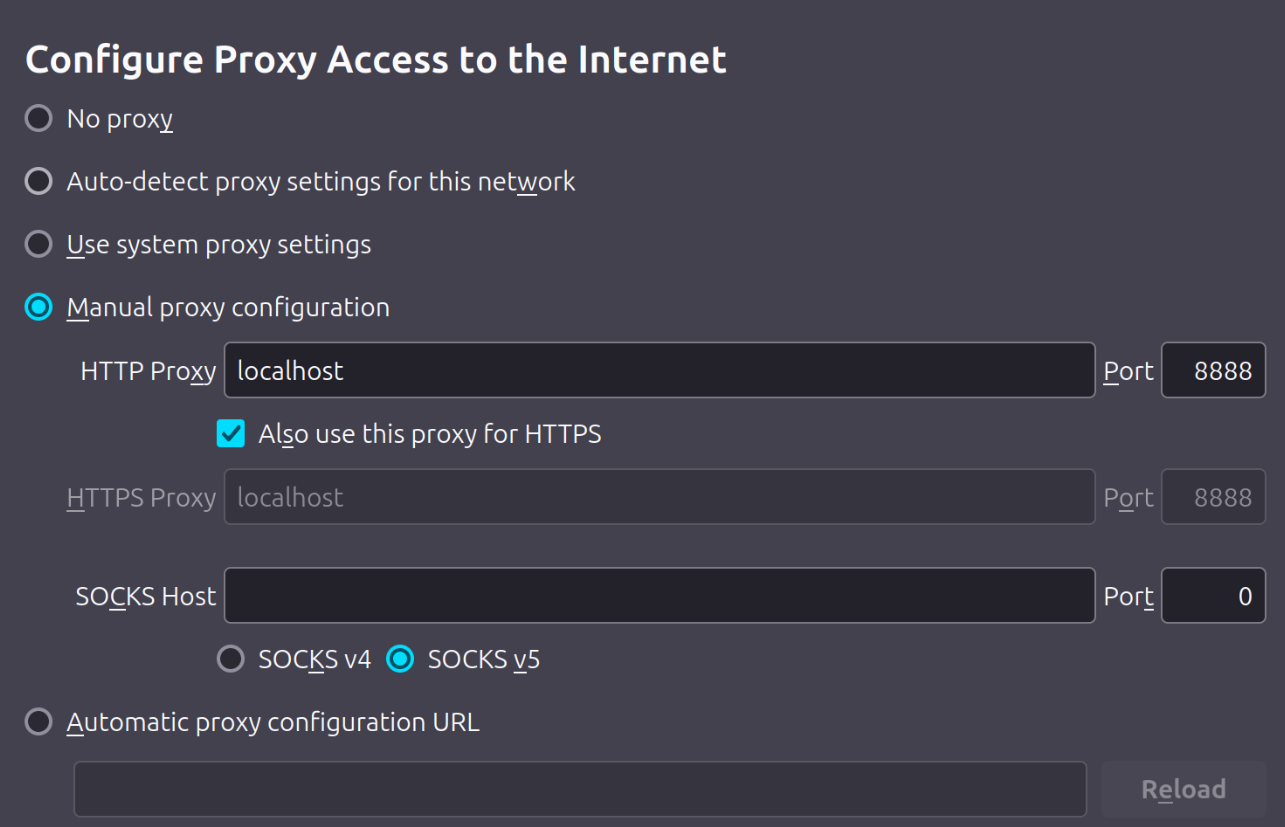 Configure Proxy Access to the Internet
No proxy
Auto-detect proxy settings for this network
Use system proxy settings
Manual proxy configuration
HTTP Proxy localhost Port 8888
Also use this proxy for HTTPS
HTTPS Proxy localhost Port 8888
SOCKS Host Port 0
SOCKS v4 SOCKS v5
Automatic proxy configuration URL
Reload